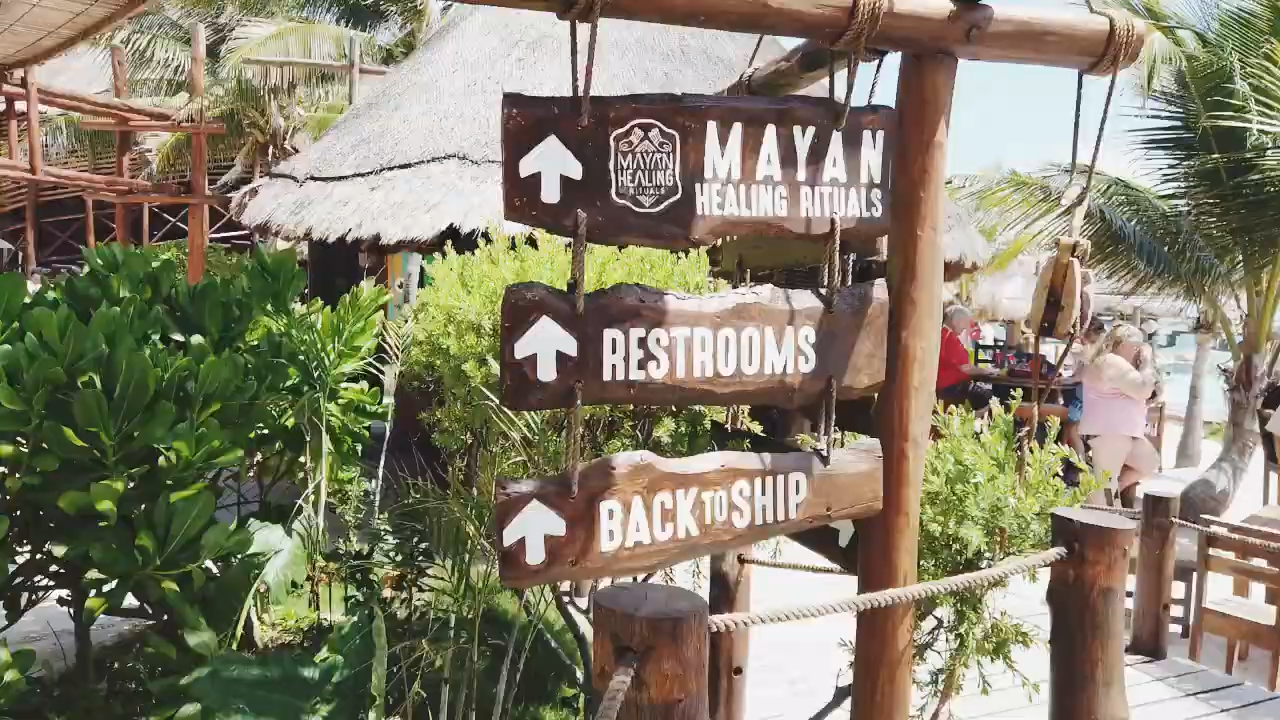 MAYAN
HEALING
RITUALS
MAYAN
HEALING RITUALS
RESTROOMS
BACK TO SHIP